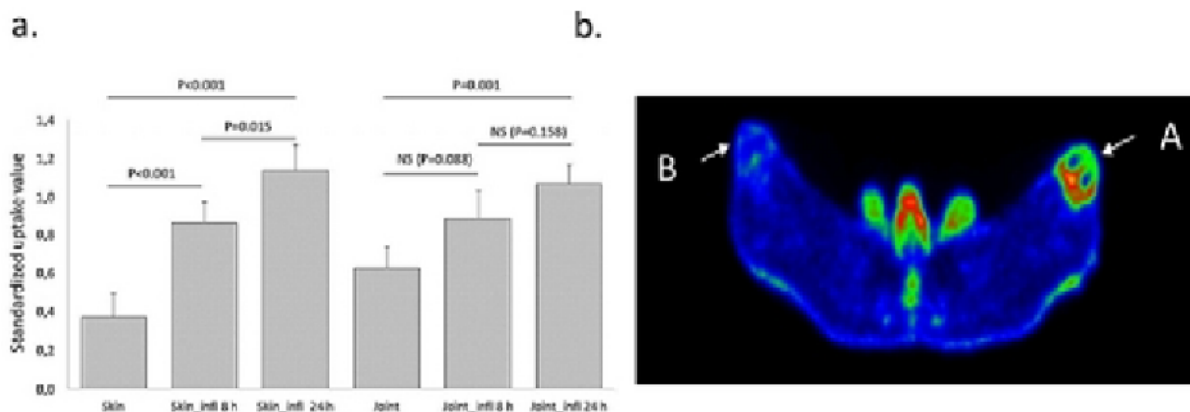 a.
b.
P<0.001
P=0.001
P=0.015
NS (P=0.158)
P<0.001
NS (P=0.088)
Standardized uptake value
1,4
1,2
1,0
0,8
0,6
0,4
0,2
0,0
Skin
Skin_infl 8 h
Skin_infl 24h
Joint
Joint_infl 8 h
Joint_infl 24 h
B
A